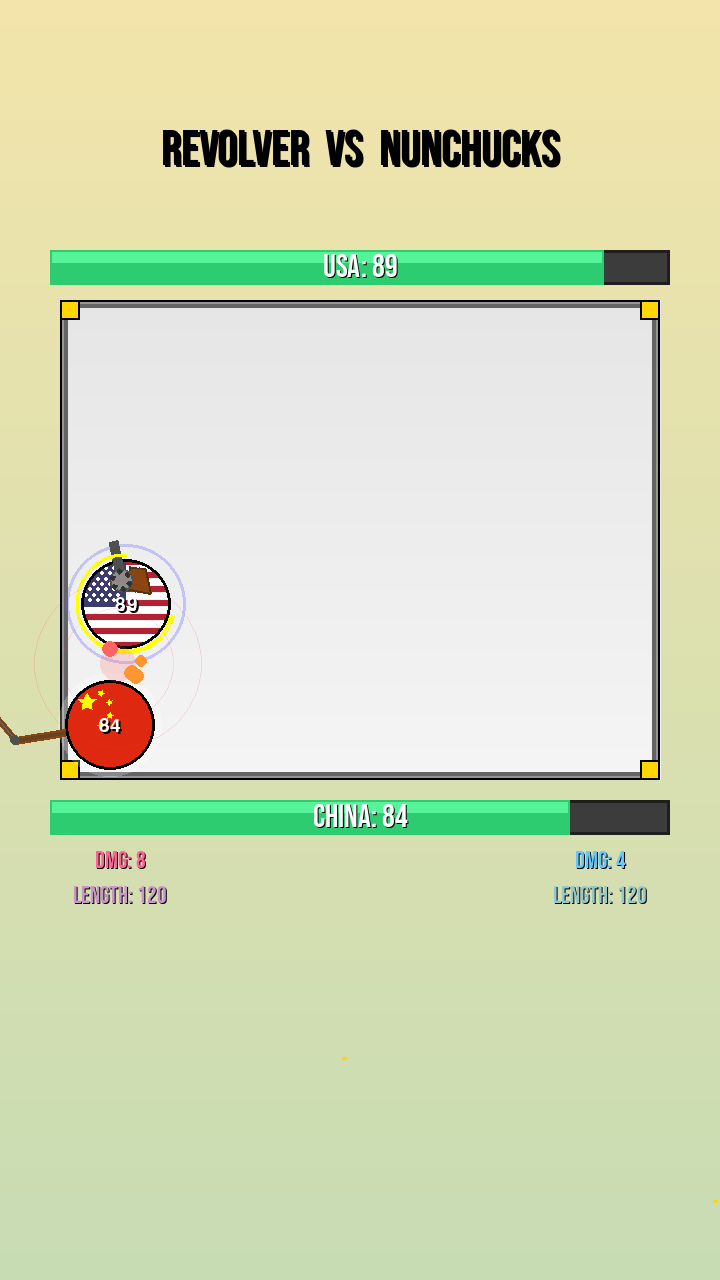 REVOLVER VS NUNCHUCKS
USA: 89
89
84
CHINA: 84
DMG: 8
DMG: 4
LENGTH: 120
LENGTH: 120